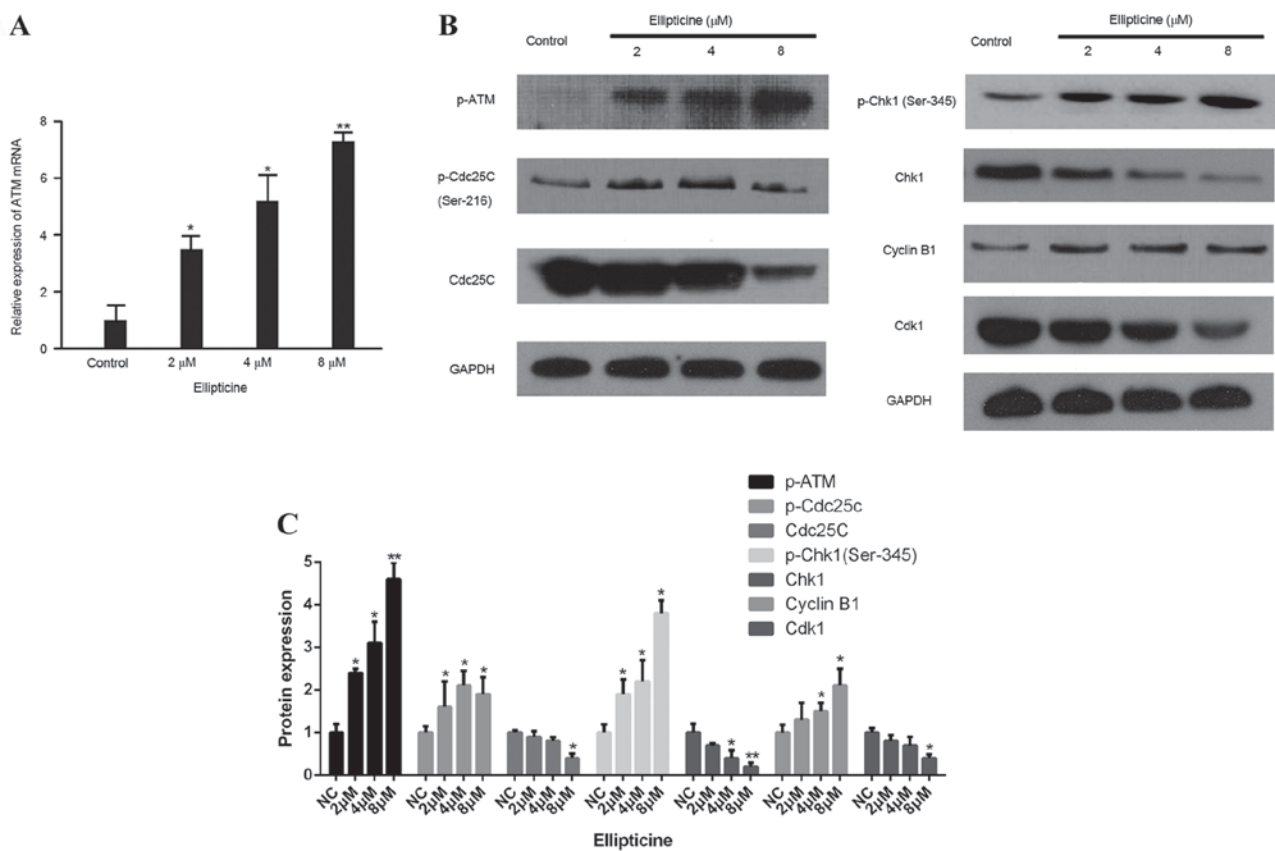 A
Relative expression of ATM mRNA
8
6
4
2
0
*
*
**
Control
2 μM
4 μM
8 μM
Ellipticine
B
Control
Ellipticine (μM)
2
4
8
p-ATM
p-Cdc25C
(Ser-216)
Cdc25C
GAPDH
Control
Ellipticine (μM)
2
4
8
p-Chk1 (Ser-345)
Chk1
Cyclin B1
Cdk1
GAPDH
C
p-ATM
p-Cdc25c
Cdc25C
p-Chk1(Ser-345)
Chk1
Cyclin B1
Cdk1
Protein expression
5
4
3
2
1
0
* * **
* * *
*
* * *
* **
* *
*
NC 2μM 4μM 8μM NC 2μM 4μM 8μM NC 2μM 4μM 8μM NC 2μM 4μM 8μM NC 2μM 4μM 8μM NC 2μM 4μM 8μM NC 2μM 4μM 8μM
Ellipticine